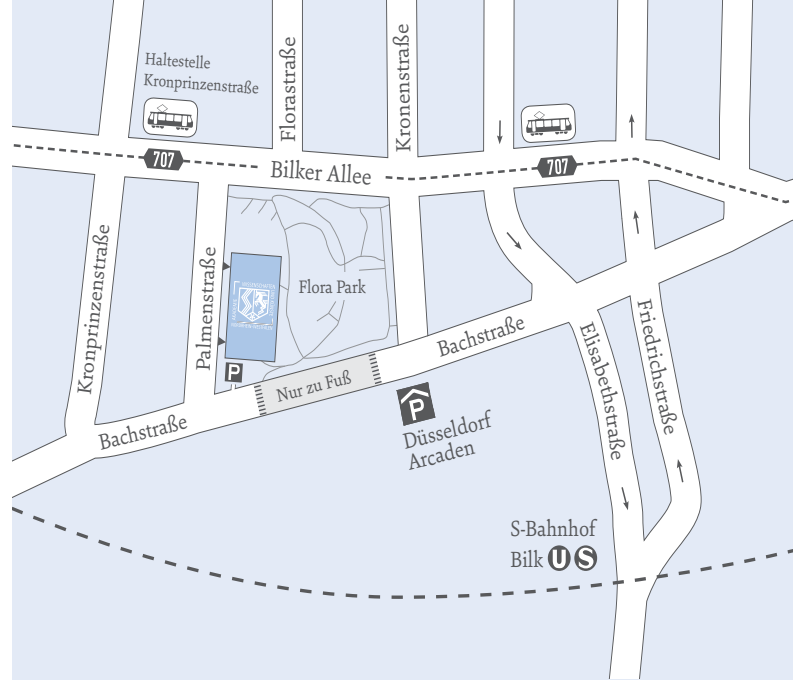 Haltestelle
Kronprinzenstraße
Florastraße
Kronenstraße
707
Bilker Allee
707
Kronprinzenstraße
Palmenstraße
Flora Park
P
Nur zu Fuß
Bachstraße
Bachstraße
P
Düsseldorf
Arcaden
Elisabethstraße
Friedrichstraße
S-Bahnhof
Bilk U S